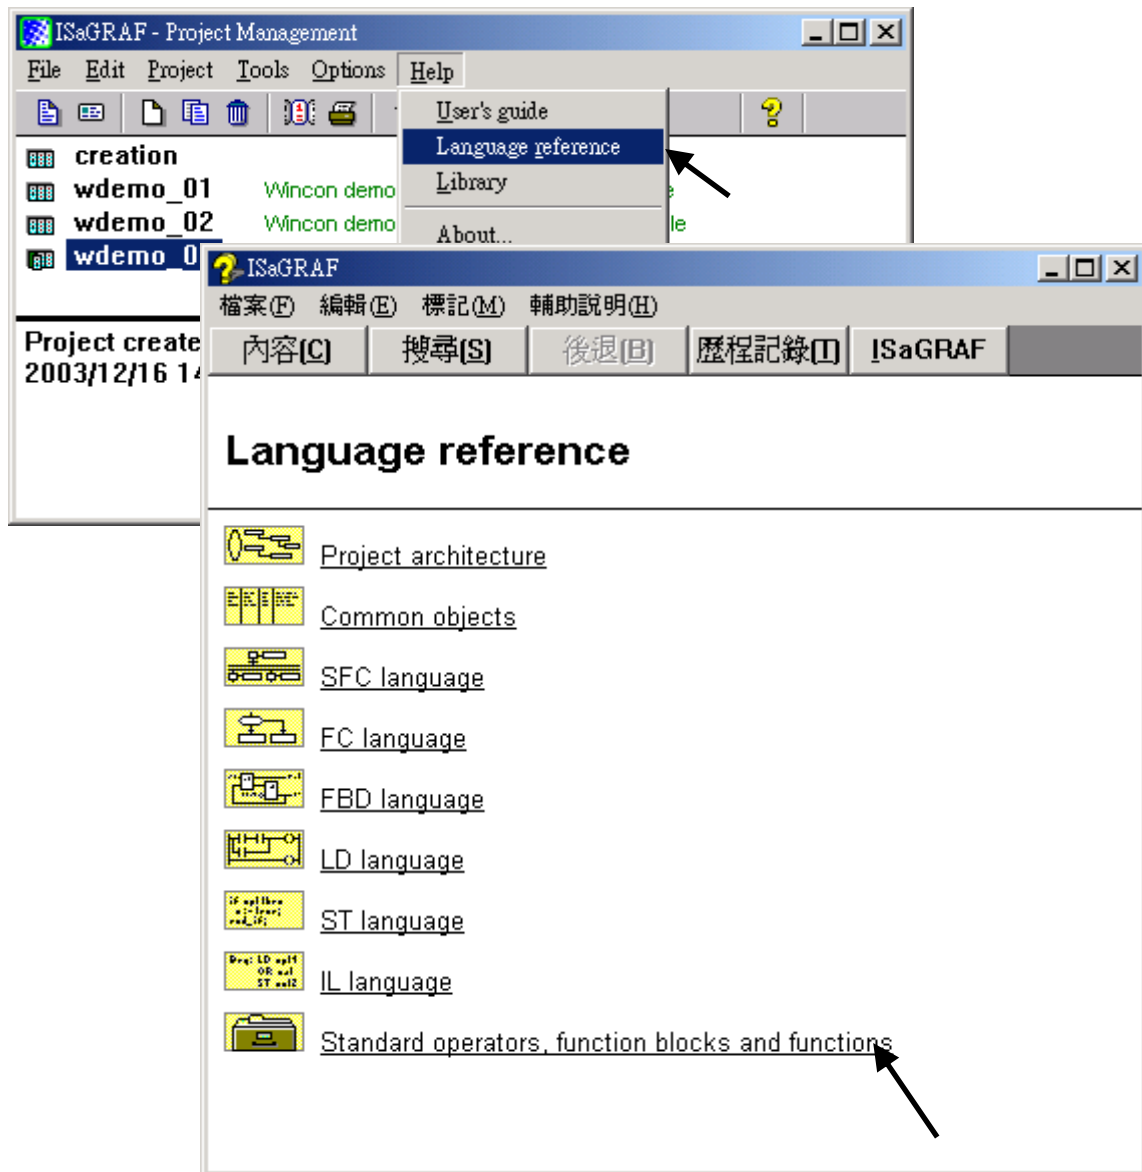 ISaGRAF - Project Management
File Edit Project Tools Options Help
User's guide
Language reference
Library
About...
creation
wdemo_01 Wincon demo
wdemo_02 Wincon demo le
wdemo_0
Project create
2003/12/16 14
ISaGRAF
檔案(F) 編輯(E) 標記(M) 輔助說明(H)
內容(C) 搜尋(S) 後退(B) 歷程記錄(T) ISaGRAF
Language reference
Project architecture
Common objects
SFC language
FC language
FBD language
LD language
ST language
IL language
Standard operators, function blocks and functions